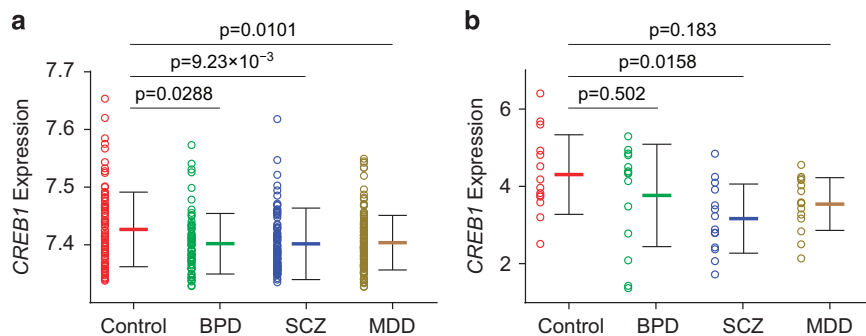 a
p=0.0101
p=9.23×10⁻³
p=0.0288
7.7
7.6
7.5
7.4
CREB1 Expression
Control BPD SCZ MDD
b
p=0.183
p=0.0158
p=0.502
6
4
2
CREB1 Expression
Control BPD SCZ MDD